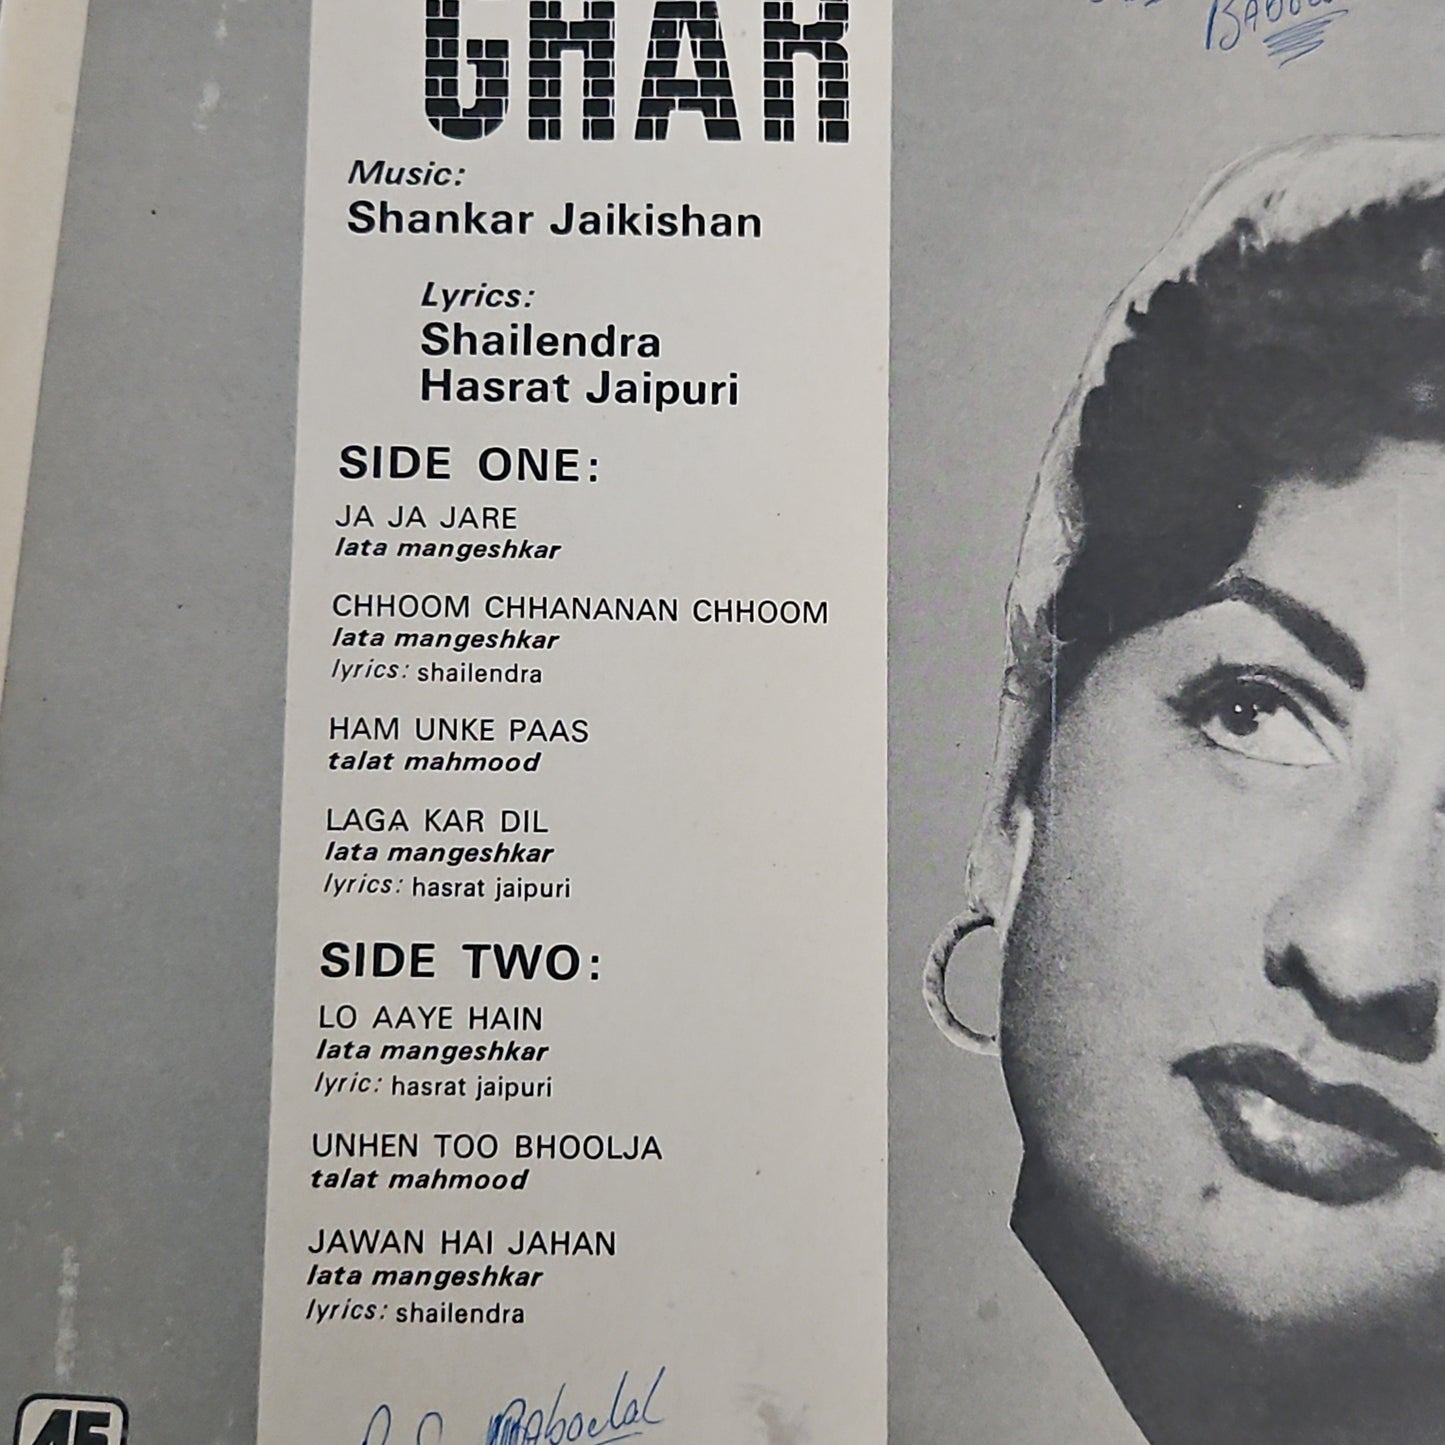 GHAR
Music:
Shankar Jaikishan
Lyrics:
Shailendra
Hasrat Jaipuri
SIDE ONE:
JA JA JARE
lata mangeshkar
CHHOOM CHHANANAN CHHOOM
lata mangeshkar
lyrics: shailendra
HAM UNKE PAAS
talat mahmood
LAGA KAR DIL
lata mangeshkar
lyrics: hasrat jaipuri
SIDE TWO:
LO AAYE HAIN
lata mangeshkar
lyric: hasrat jaipuri
UNHEN TOO BHOOLJA
talat mahmood
JAWAN HAI JAHAN
lata mangeshkar
lyrics: shailendra
45